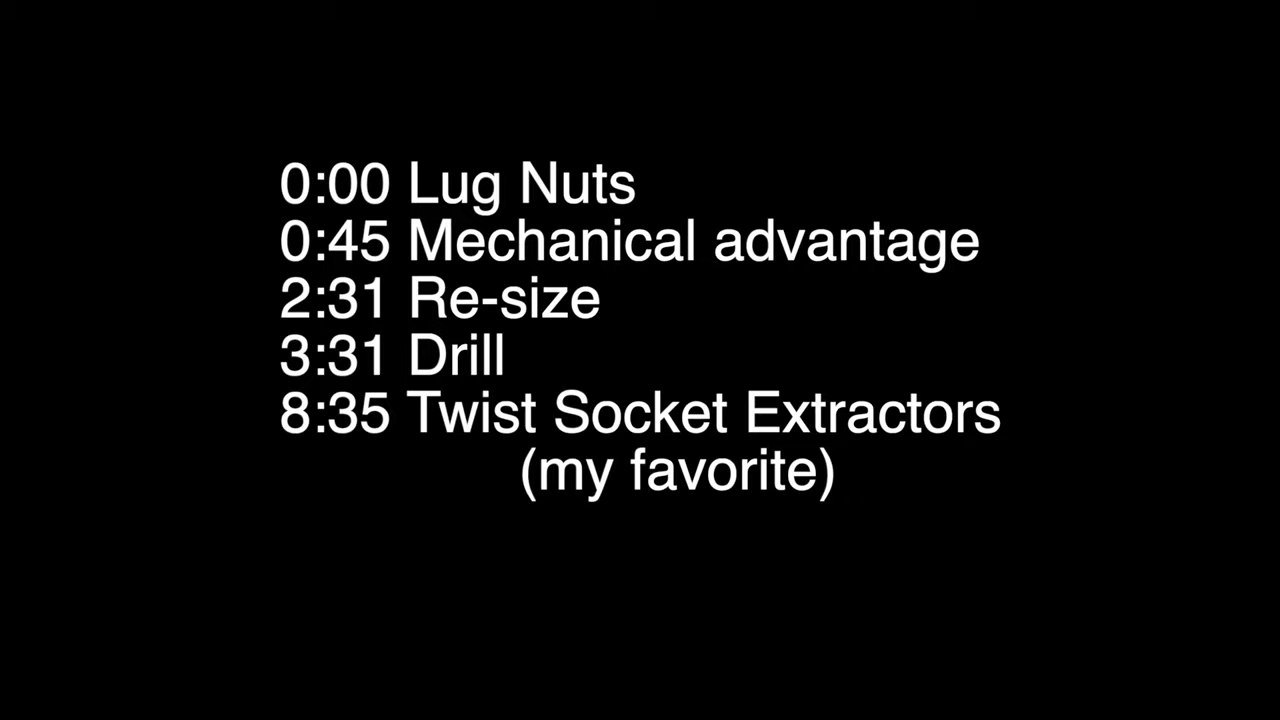 0:00 Lug Nuts
0:45 Mechanical advantage
2:31 Re-size
3:31 Drill
8:35 Twist Socket Extractors
(my favorite)